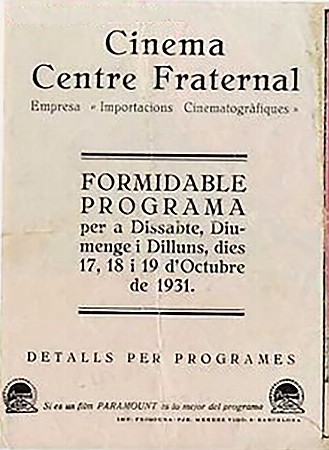 Cinema
Centre Fraternal
Empresa « Importacions Cinematogràfiques »
FORMIDABLE
PROGRAMA
per a Dissabte, Diu-
menge i Dilluns, dies
17, 18 i 19 d'Octubre
de 1931.
DETALLS PER PROGRAMES
Si es un film PARAMOUNT es lo mejor del programa
BARCELONA